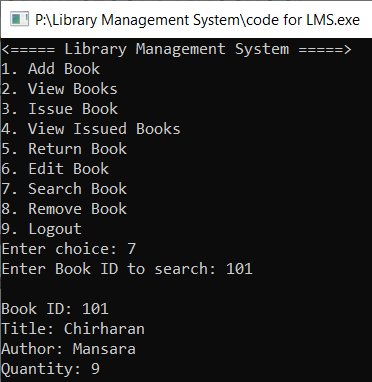 P:\Library Management System\code for LMS.exe
<===== Library Management System =====>
1. Add Book
2. View Books
3. Issue Book
4. View Issued Books
5. Return Book
6. Edit Book
7. Search Book
8. Remove Book
9. Logout
Enter choice: 7
Enter Book ID to search: 101
Book ID: 101
Title: Chirharan
Author: Mansara
Quantity: 9